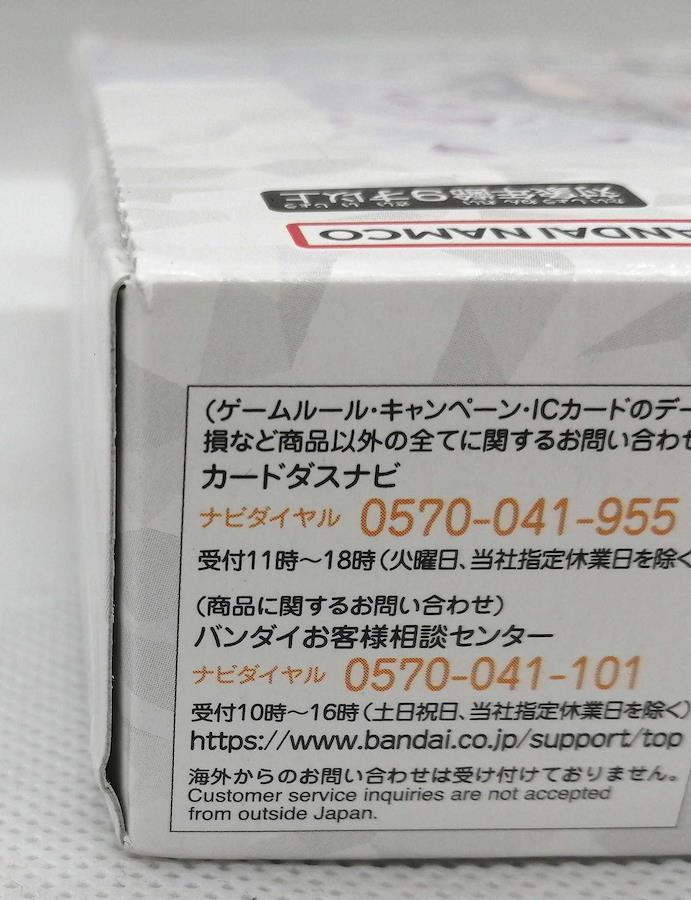 対象年齢9才以上
BANDAI NAMCO
（ゲームルール・キャンペーン・ICカードのデー
損など商品以外の全てに関するお問い合わせ
カードダスナビ
ナビダイヤル 0570-041-955
受付11時～18時（火曜日、当社指定休業日を除く
（商品に関するお問い合わせ）
バンダイお客様相談センター
ナビダイヤル 0570-041-101
受付10時～16時（土日祝日、当社指定休業日を除く）
https://www.bandai.co.jp/support/top
海外からのお問い合わせは受け付けておりません。
Customer service inquiries are not accepted
from outside Japan.